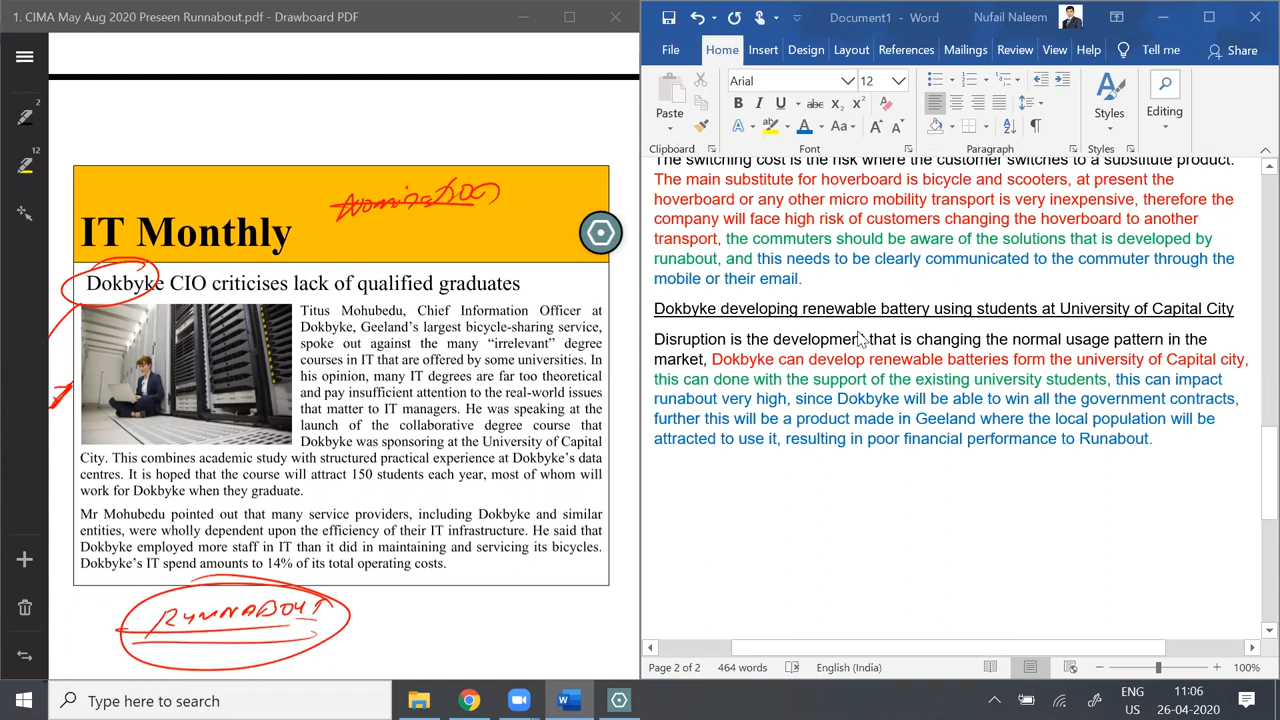 1. CIMA May Aug 2020 Preseen Runnabout.pdf - Drawboard PDF
2
12
IT Monthly
Dokbyke CIO criticises lack of qualified graduates
Titus Mohubedu, Chief Information Officer at
Dokbyke, Geeland's largest bicycle-sharing service,
spoke out against the many "irrelevant" degree
courses in IT that are offered by some universities. In
his opinion, many IT degrees are far too theoretical
and pay insufficient attention to the real-world issues
that matter to IT managers. He was speaking at the
launch of the collaborative degree course that
Dokbyke was sponsoring at the University of Capital
City. This combines academic study with structured practical experience at Dokbyke's data
centres. It is hoped that the course will attract 150 students each year, most of whom will
work for Dokbyke when they graduate.
Mr Mohubedu pointed out that many service providers, including Dokbyke and similar
entities, were wholly dependent upon the efficiency of their IT infrastructure. He said that
Dokbyke employed more staff in IT than it did in maintaining and servicing its bicycles.
Dokbyke's IT spend amounts to 14% of its total operating costs.
RUNNABOUT
Document1 - Word
Nufail Naleem
File Home Insert Design Layout References Mailings Review View Help Tell me Share
Arial 12
Paste
Styles
Editing
Clipboard Font Paragraph Styles
The switching cost is the risk where the customer switches to a substitute product.
The main substitute for hoverboard is bicycle and scooters, at present the
hoverboard or any other micro mobility transport is very inexpensive, therefore the
company will face high risk of customers changing the hoverboard to another
transport, the commuters should be aware of the solutions that is developed by
runabout, and this needs to be clearly communicated to the commuter through the
mobile or their email.
Dokbyke developing renewable battery using students at University of Capital City
Disruption is the development that is changing the normal usage pattern in the
market, Dokbyke can develop renewable batteries form the university of Capital city,
this can done with the support of the existing university students, this can impact
runabout very high, since Dokbyke will be able to win all the government contracts,
further this will be a product made in Geeland where the local population will be
attracted to use it, resulting in poor financial performance to Runabout.
Page 2 of 2 464 words English (India) 100%
Type here to search
ENG
US
11:06
26-04-2020